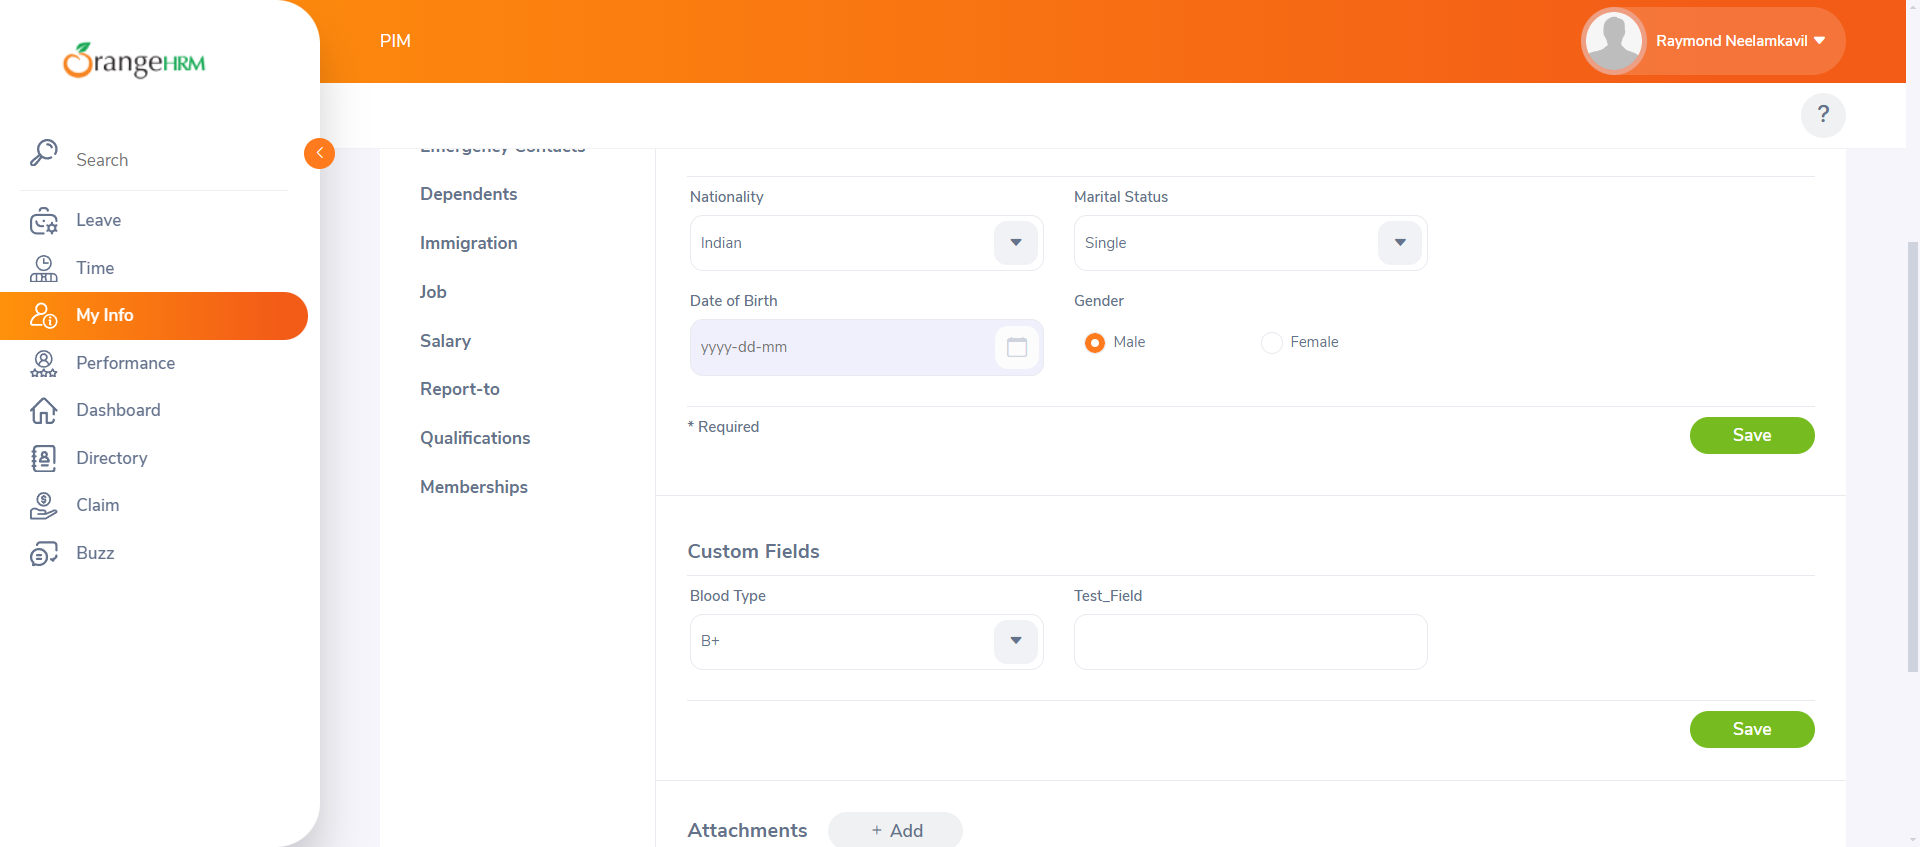 OrangeHRM
PIM
Raymond Neelamkavil
?
Search
Leave
Time
My Info
Performance
Dashboard
Directory
Claim
Buzz
Emergency Contacts
Dependents
Immigration
Job
Salary
Report-to
Qualifications
Memberships
Nationality
Marital Status
Indian
Single
Date of Birth
Gender
yyyy-dd-mm
Male
Female
* Required
Save
Custom Fields
Blood Type
Test_Field
B+
Save
Attachments
+ Add